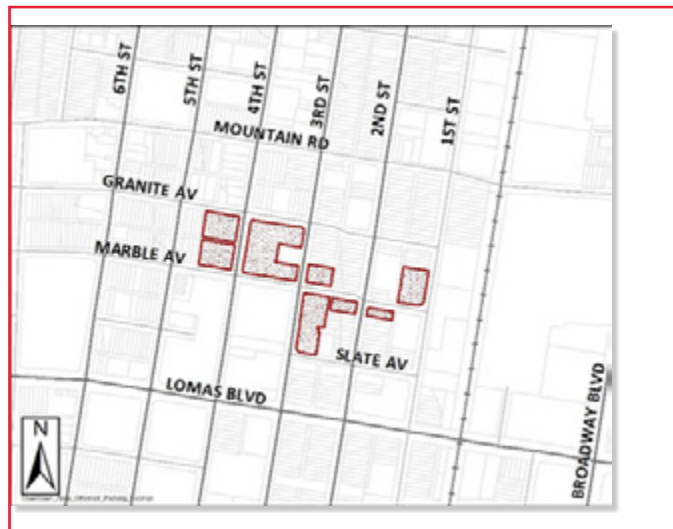 6TH ST
5TH ST
4TH ST
3RD ST
2ND ST
1ST ST
MOUNTAIN RD
GRANITE AV
MARBLE AV
SLATE AV
LOMAS BLVD
BROADWAY BLVD
N